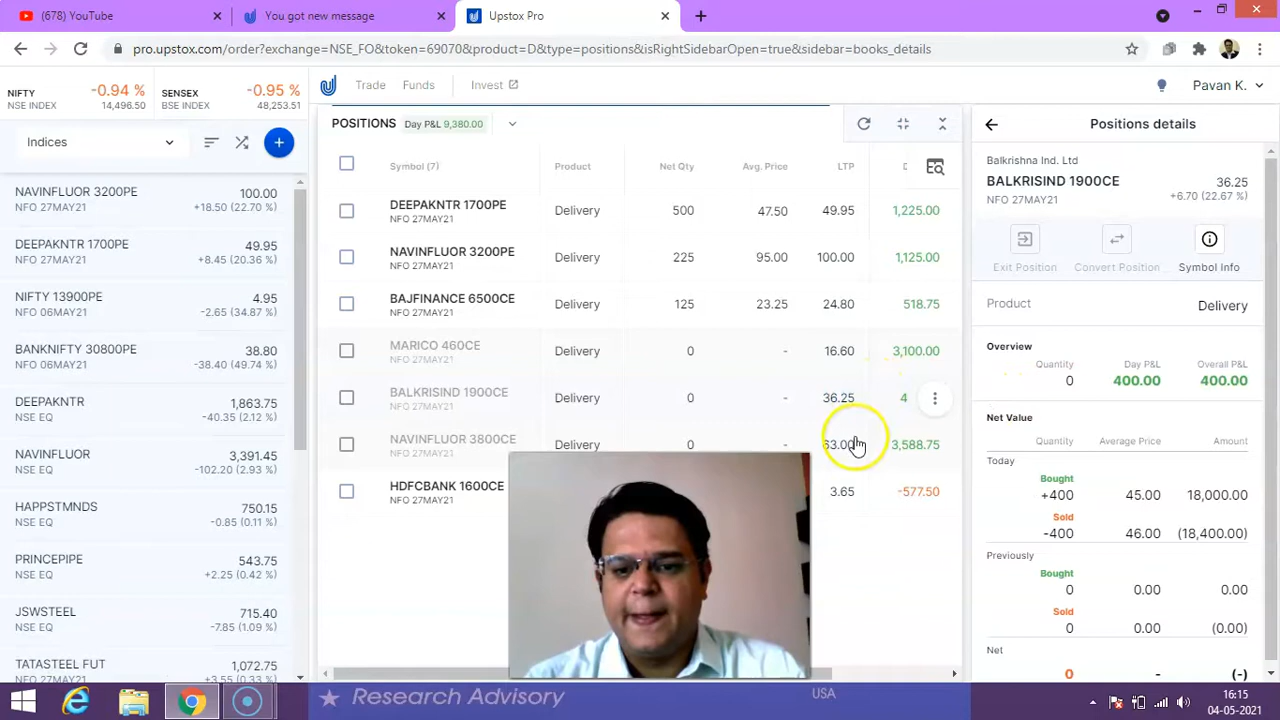 (678) YouTube
You got new message
Upstox Pro
pro.upstox.com/order?exchange=NSE_FO&token=69070&product=D&type=positions&isRightSidebarOpen=true&sidebar=books_details
NIFTY -0.94 %
NSE INDEX 14,496.50
SENSEX -0.95 %
BSE INDEX 48,253.51
Trade Funds Invest
Pavan K.
Indices
NAVINFLUOR 3200PE 100.00
NFO 27MAY21 +18.50 (22.70 %)
DEEPAKNTR 1700PE 49.95
NFO 27MAY21 +8.45 (20.36 %)
NIFTY 13900PE 4.95
NFO 06MAY21 -2.65 (34.87 %)
BANKNIFTY 30800PE 38.80
NFO 06MAY21 -38.40 (49.74 %)
DEEPAKNTR 1,863.75
NSE EQ -40.35 (2.12 %)
NAVINFLUOR 3,391.45
NSE EQ -102.20 (2.93 %)
HAPPSTMNDS 750.15
NSE EQ -0.85 (0.11 %)
PRINCEPIPE 543.75
NSE EQ +2.25 (0.42 %)
JSWSTEEL 715.40
NSE EQ -7.85 (1.09 %)
TATASTEEL FUT 1,072.75
NFO 27MAY21 +3.55 (0.33 %)
POSITIONS Day P&L 9,380.00
Symbol (7) Product Net Qty Avg. Price LTP
DEEPAKNTR 1700PE Delivery 500 47.50 49.95 1,225.00
NFO 27MAY21
NAVINFLUOR 3200PE Delivery 225 95.00 100.00 1,125.00
NFO 27MAY21
BAJFINANCE 6500CE Delivery 125 23.25 24.80 518.75
NFO 27MAY21
MARICO 460CE Delivery 0 - 16.60 3,100.00
NFO 27MAY21
BALKRISIND 1900CE Delivery 0 - 36.25 4
NFO 27MAY21
NAVINFLUOR 3800CE Delivery 0 - 63.00 3,588.75
NFO 27MAY21
HDFCBANK 1600CE 3.65 -577.50
NFO 27MAY21
Positions details
Balkrishna Ind. Ltd
BALKRISIND 1900CE 36.25
NFO 27MAY21 +6.70 (22.67 %)
Exit Position Convert Position Symbol Info
Product Delivery
Overview
Quantity Day P&L Overall P&L
0 400.00 400.00
Net Value
Quantity Average Price Amount
Today
Bought
+400 45.00 18,000.00
Sold
-400 46.00 (18,400.00)
Previously
Bought
0 0.00 0.00
Sold
0 0.00 (0.00)
Net
0 - (-)
Research Advisory
USA
16:15
04-05-2021